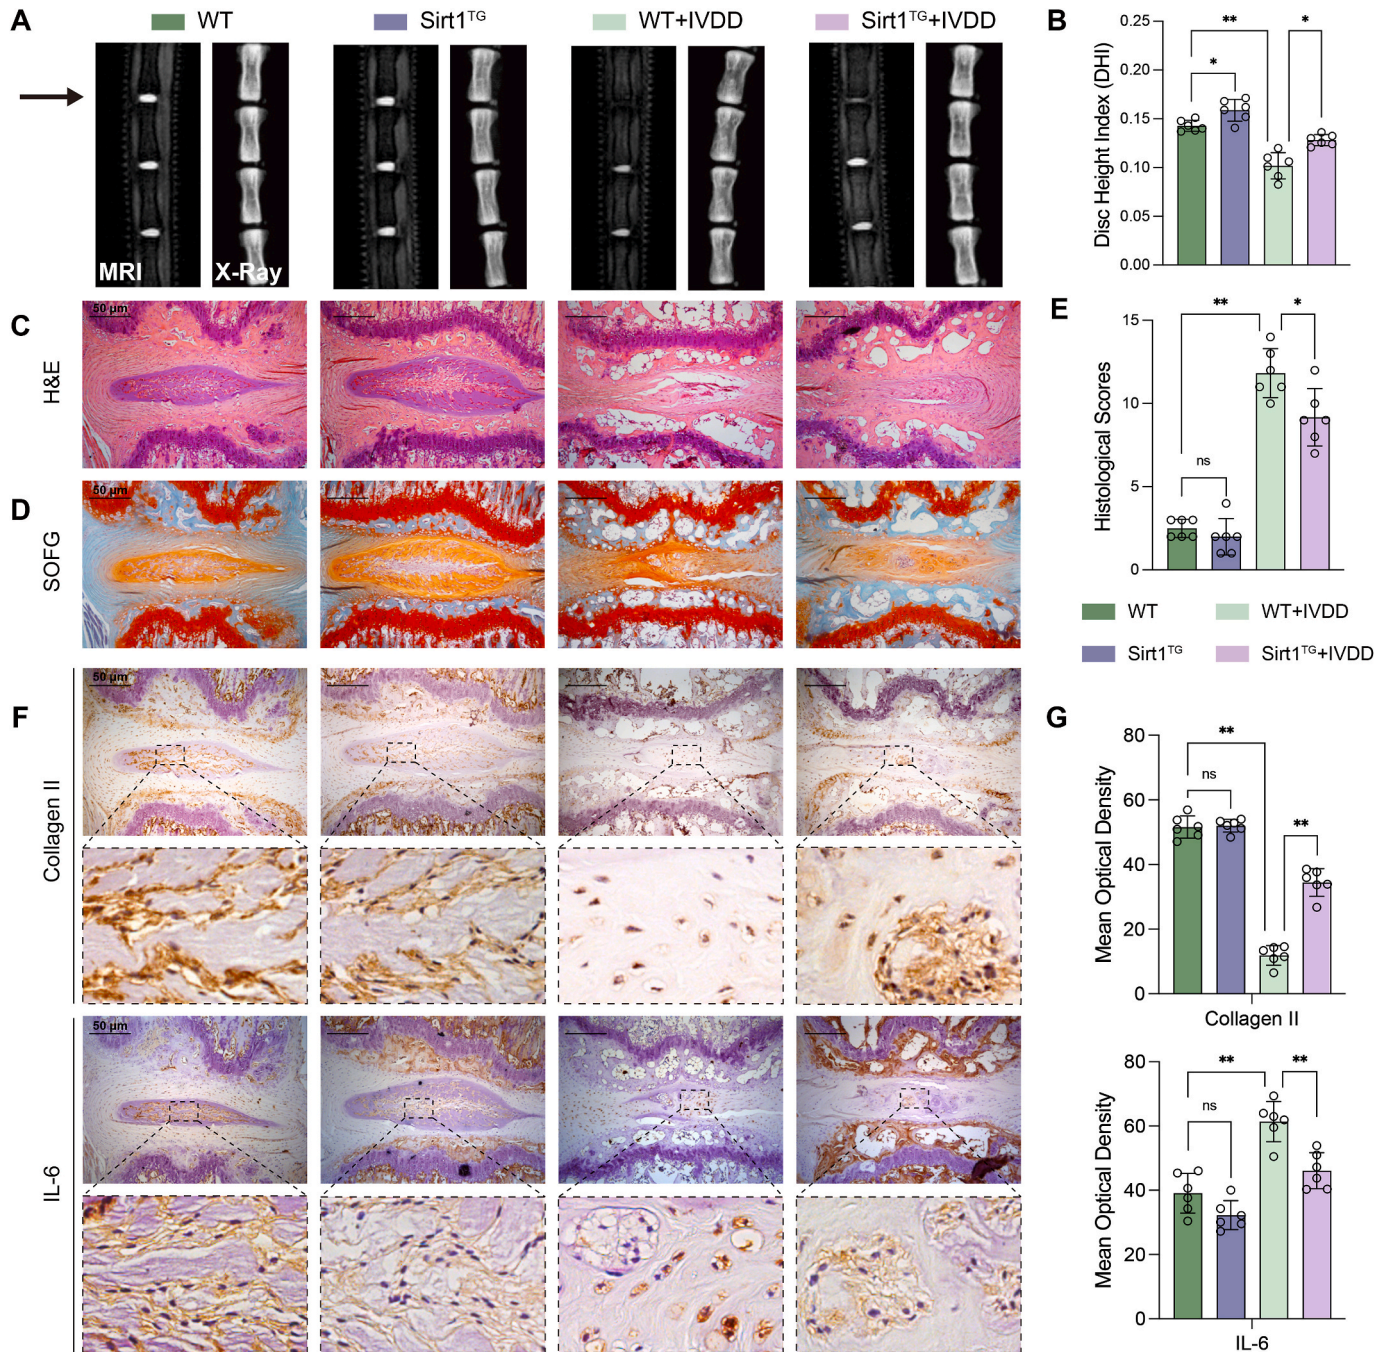 A
WT
Sirt1TG
WT+IVDD
Sirt1TG+IVDD
MRI
X-Ray
B
Disc Height Index (DHI)
0.25
0.20
0.15
0.10
0.05
0.00
**
*
*
C
H&E
50 μm
D
SOFG
50 μm
E
Histological Scores
15
10
5
0
**
*
ns
WT
WT+IVDD
Sirt1TG
Sirt1TG+IVDD
F
Collagen II
50 μm
IL-6
50 μm
G
Mean Optical Density
80
60
40
20
0
**
ns
**
Collagen II
Mean Optical Density
80
60
40
20
0
**
**
ns
IL-6